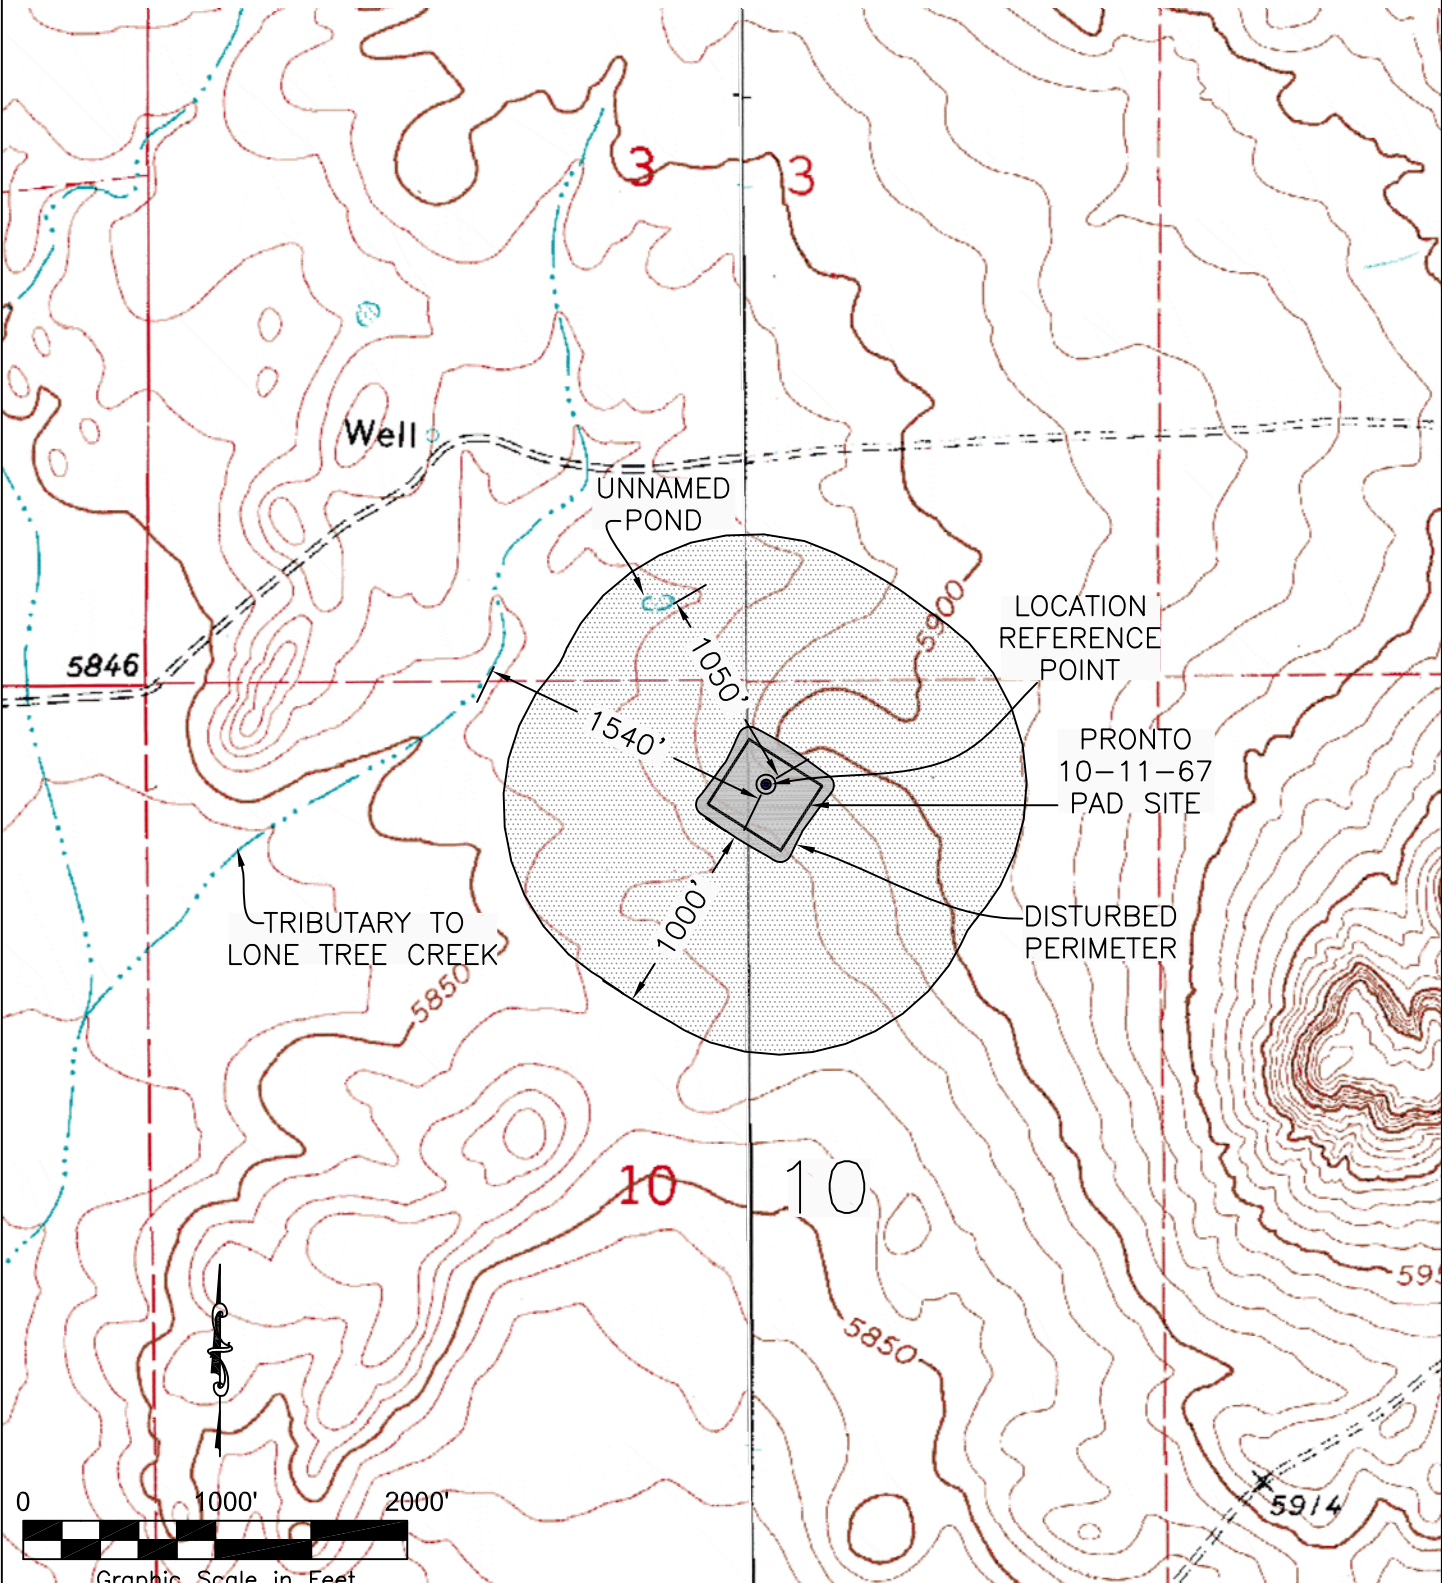 3
3
Well
UNNAMED
POND
5900
LOCATION
REFERENCE
POINT
5846
1050'
1540'
PRONTO
10-11-67
PAD SITE
1000'
TRIBUTARY TO
LONE TREE CREEK
DISTURBED
PERIMETER
5850
10
10
5850
5914
0 1000' 2000'
Graphic Scale in Feet